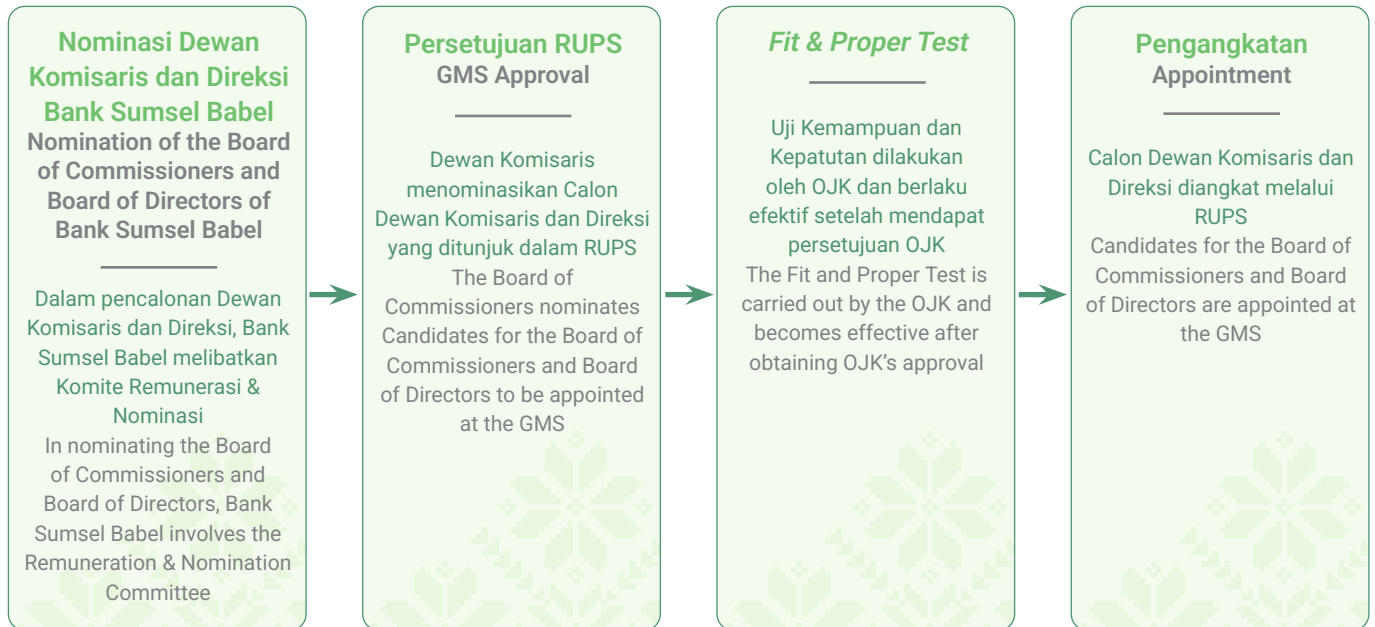 Nominasi Dewan
Komisaris dan Direksi
Bank Sumsel Babel
Nomination of the Board
of Commissioners and
Board of Directors of
Bank Sumsel Babel
Dalam pencalonan Dewan
Komisaris dan Direksi, Bank
Sumsel Babel melibatkan
Komite Remunerasi &
Nominasi
In nominating the Board
of Commissioners and
Board of Directors, Bank
Sumsel Babel involves the
Remuneration & Nomination
Committee
Persetujuan RUPS
GMS Approval
Dewan Komisaris
menominasikan Calon
Dewan Komisaris dan Direksi
yang ditunjuk dalam RUPS
The Board of
Commissioners nominates
Candidates for the Board of
Commissioners and Board
of Directors to be appointed
at the GMS
Fit & Proper Test
Uji Kemampuan dan
Kepatutan dilakukan
oleh OJK dan berlaku
efektif setelah mendapat
persetujuan OJK
The Fit and Proper Test is
carried out by the OJK and
becomes effective after
obtaining OJK’s approval
Pengangkatan
Appointment
Calon Dewan Komisaris dan
Direksi diangkat melalui
RUPS
Candidates for the Board of
Commissioners and Board
of Directors are appointed at
the GMS